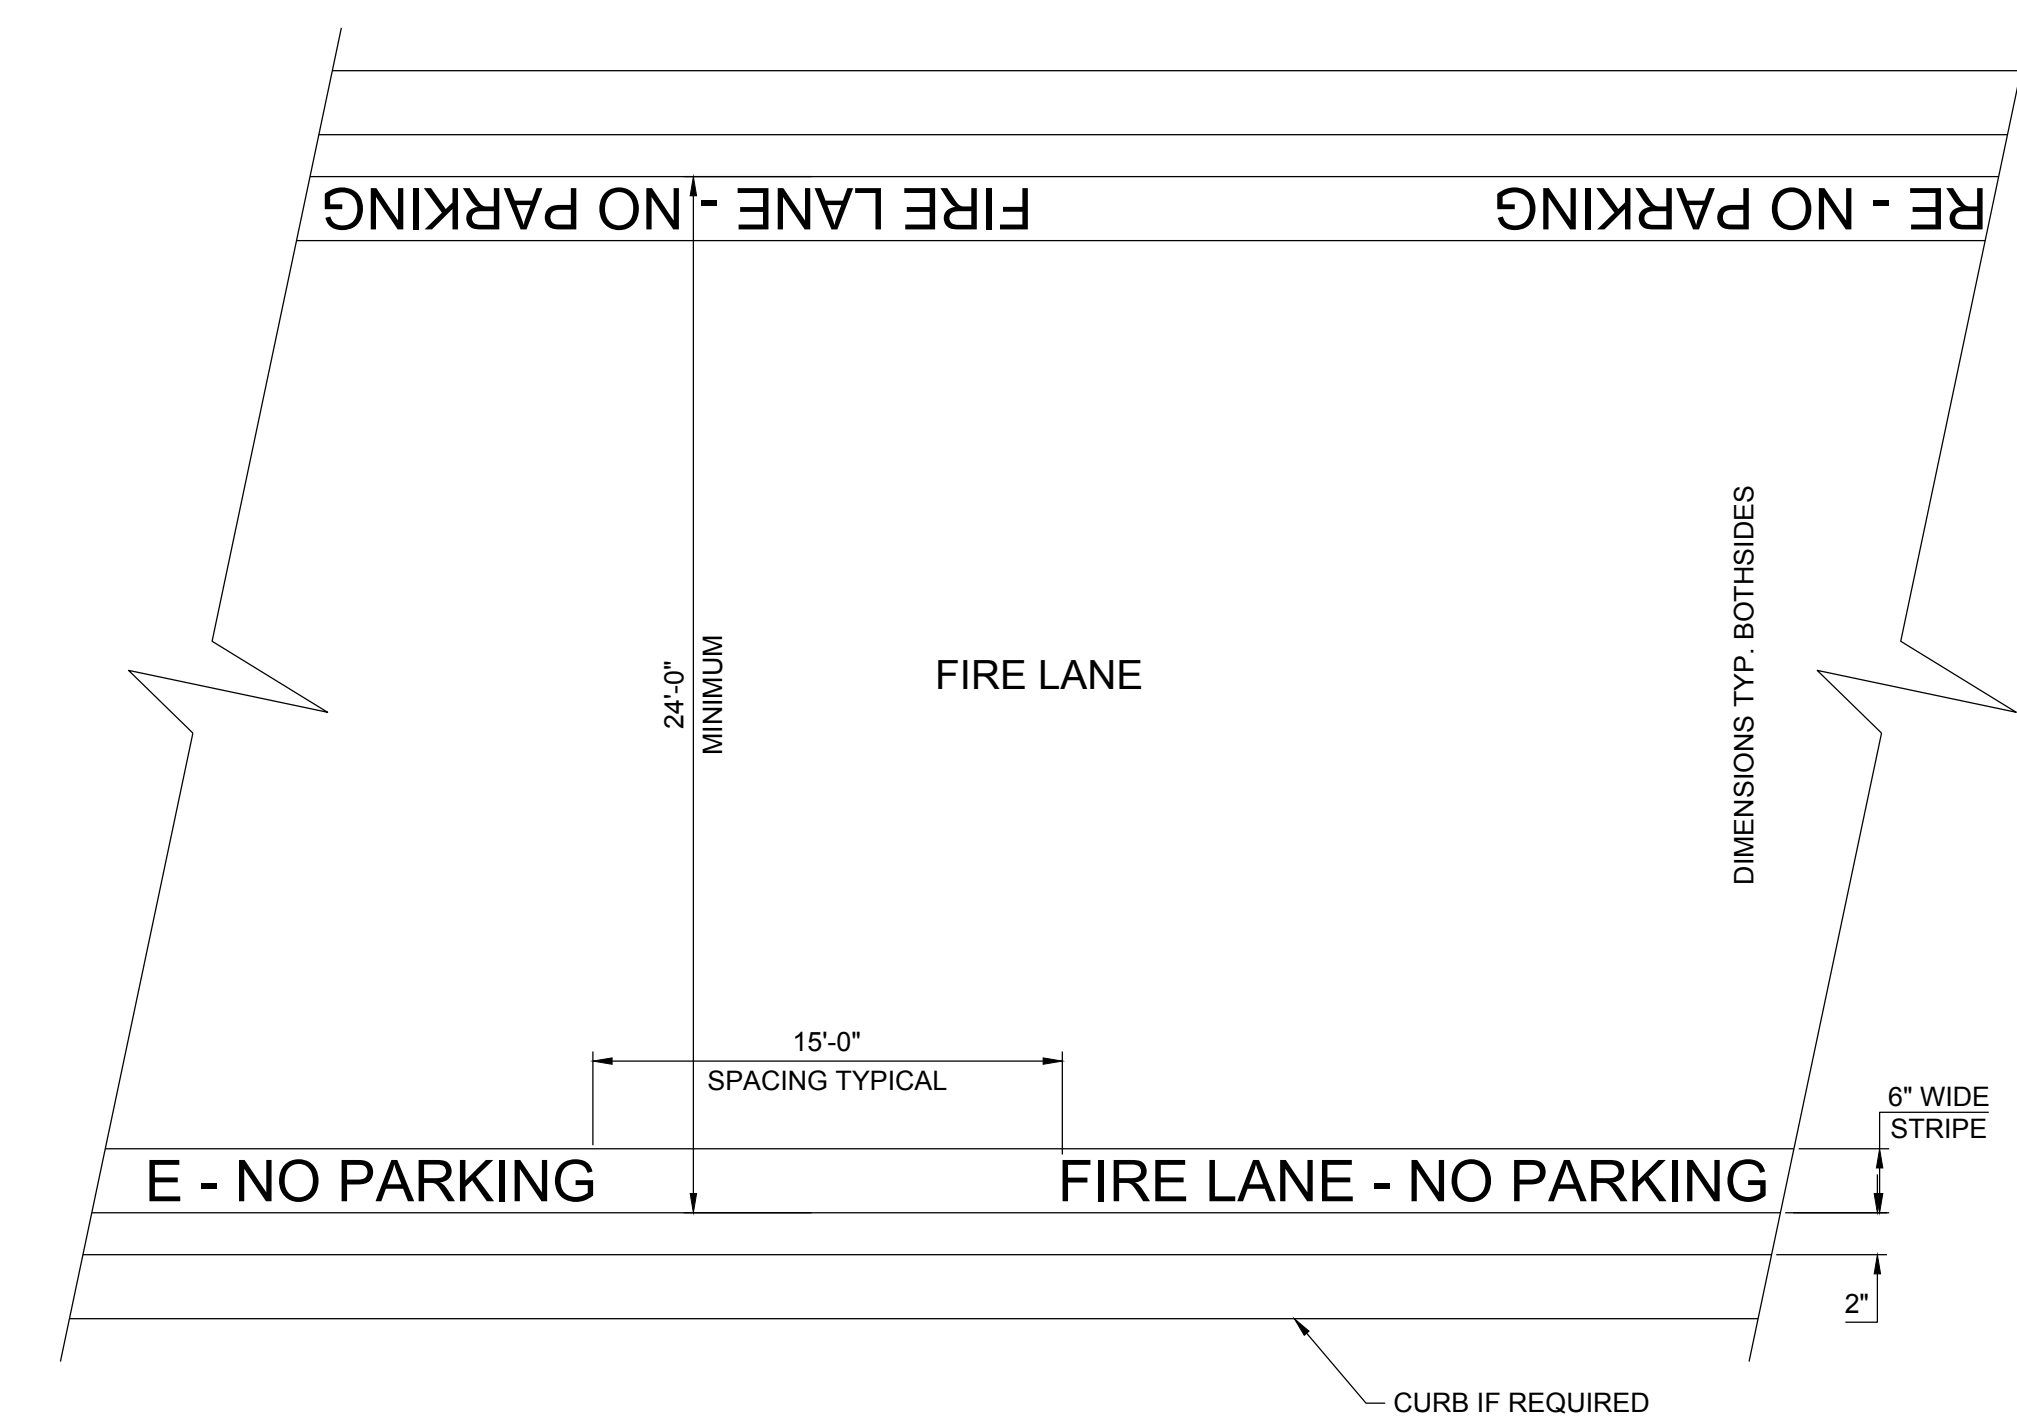 FIRE LANE - NO PARKING
RE - NO PARKING
24'-0"
MINIMUM
FIRE LANE
DIMENSIONS TYP. BOTHSIDES
15'-0"
SPACING TYPICAL
6" WIDE
STRIPE
E - NO PARKING
FIRE LANE - NO PARKING
2"
CURB IF REQUIRED